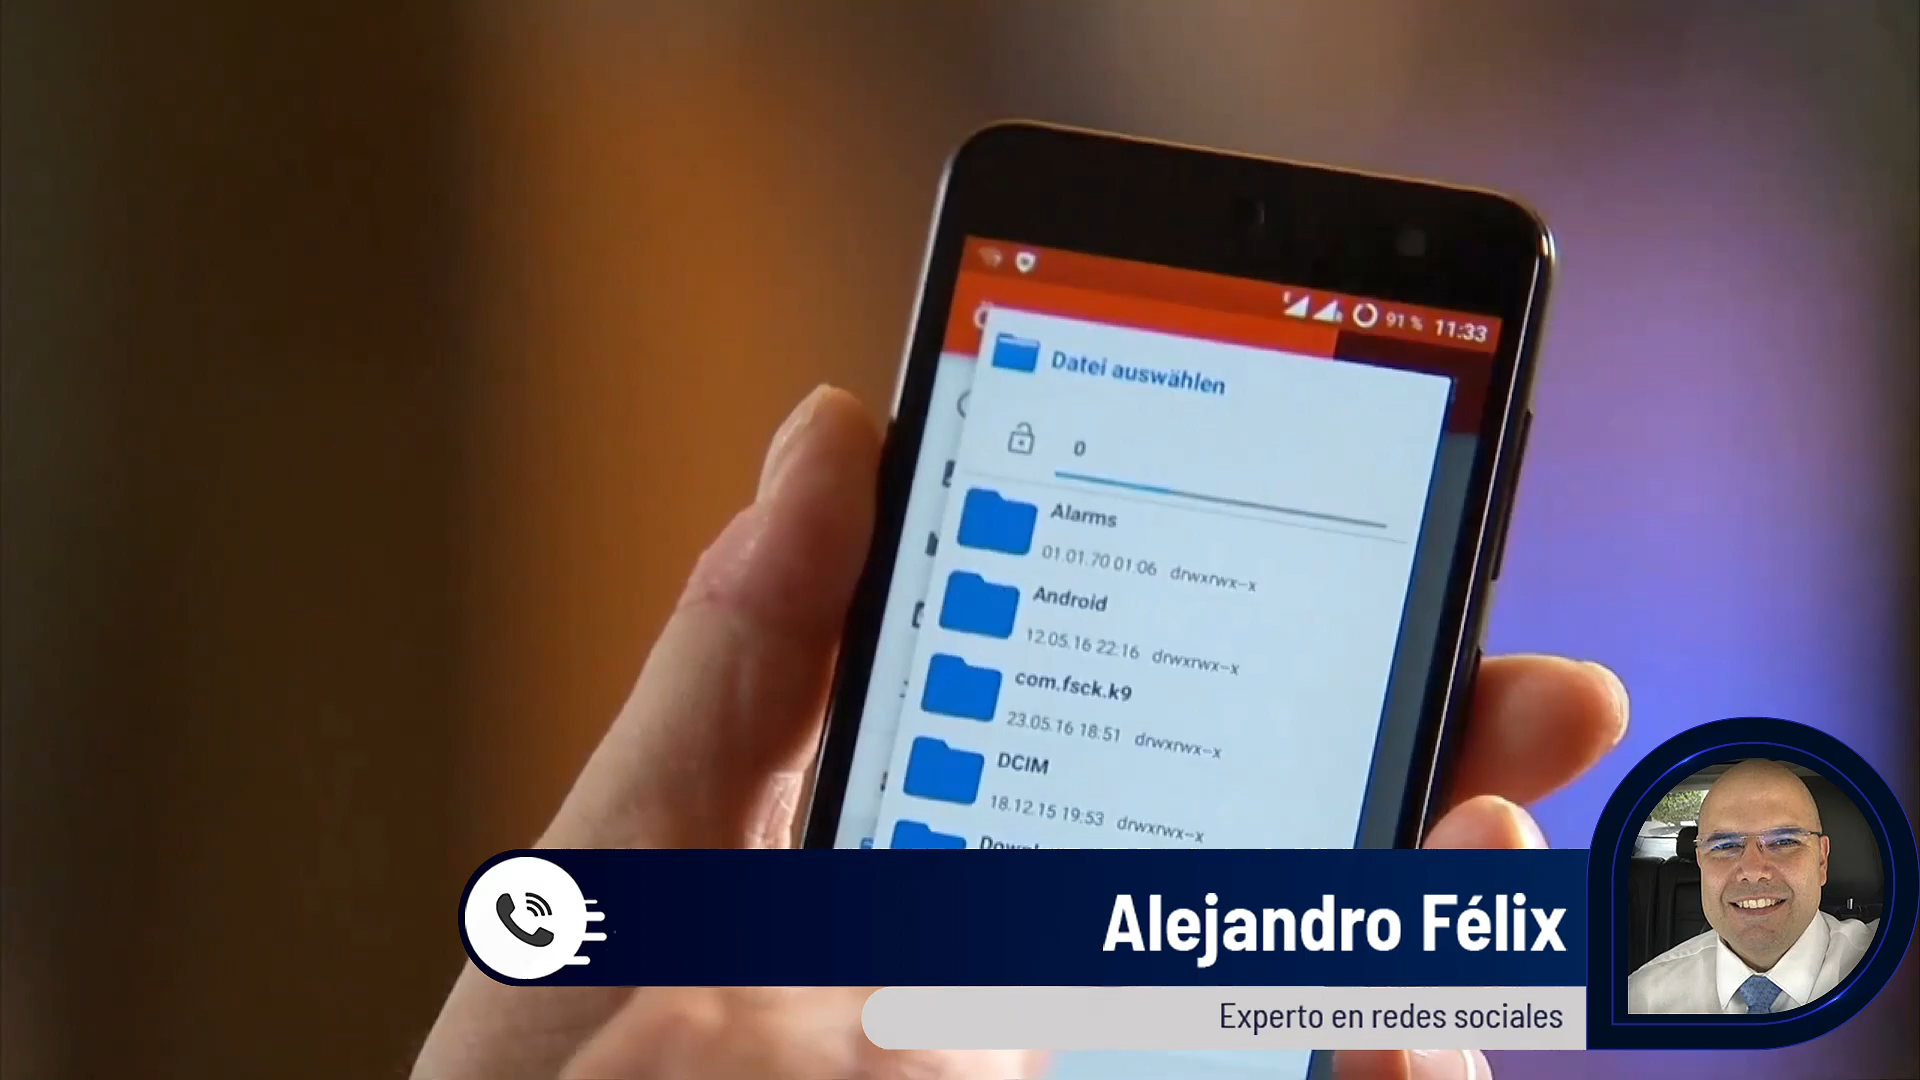 91 % 11:33
Datei auswählen
0
Alarms
01.01.70 01:06 drwxrwx--x
Android
12.05.16 22:16 drwxrwx--x
com.fsck.k9
23.05.16 18:51 drwxrwx--x
DCIM
18.12.15 19:53 drwxrwx--x
Alejandro Félix
Experto en redes sociales